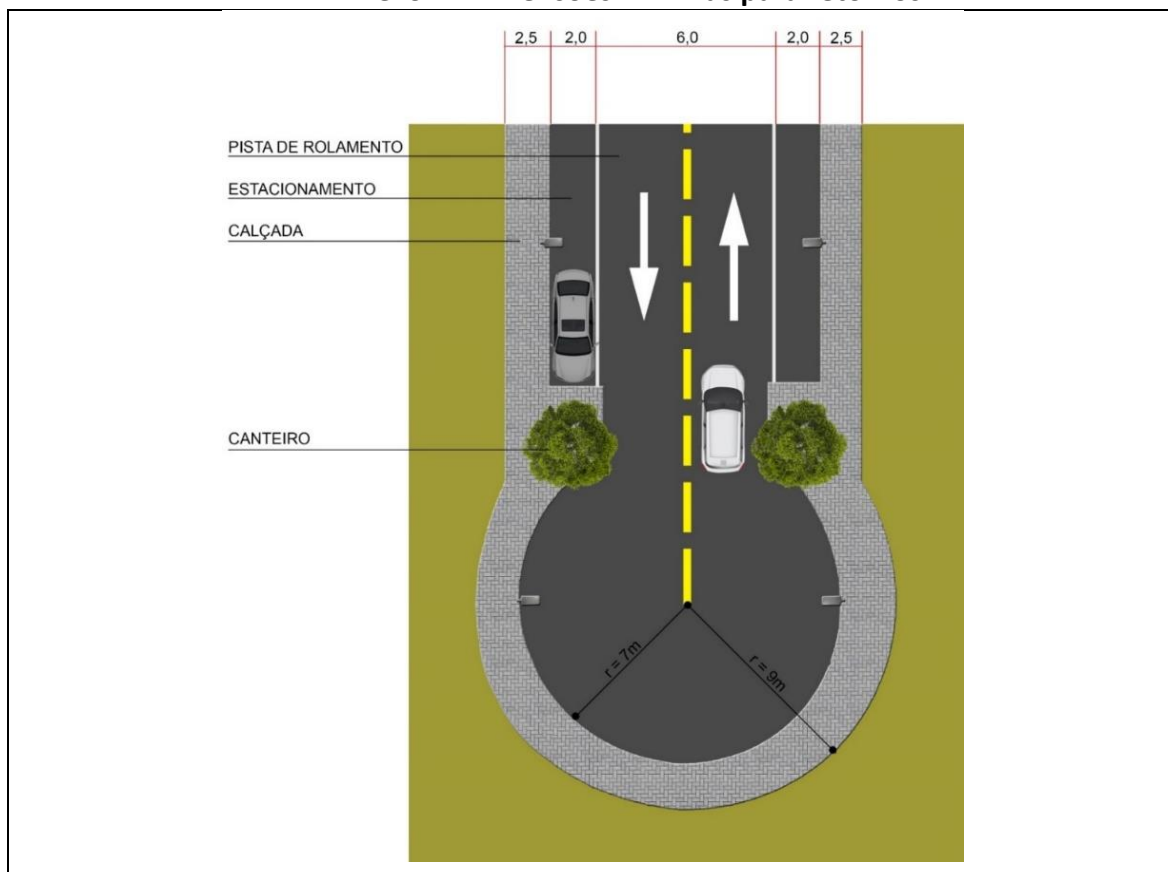 2,5 2,0 6,0 2,0 2,5
PISTA DE ROLAMENTO
ESTACIONAMENTO
CALÇADA
CANTEIRO
r = 7m
r = 9m